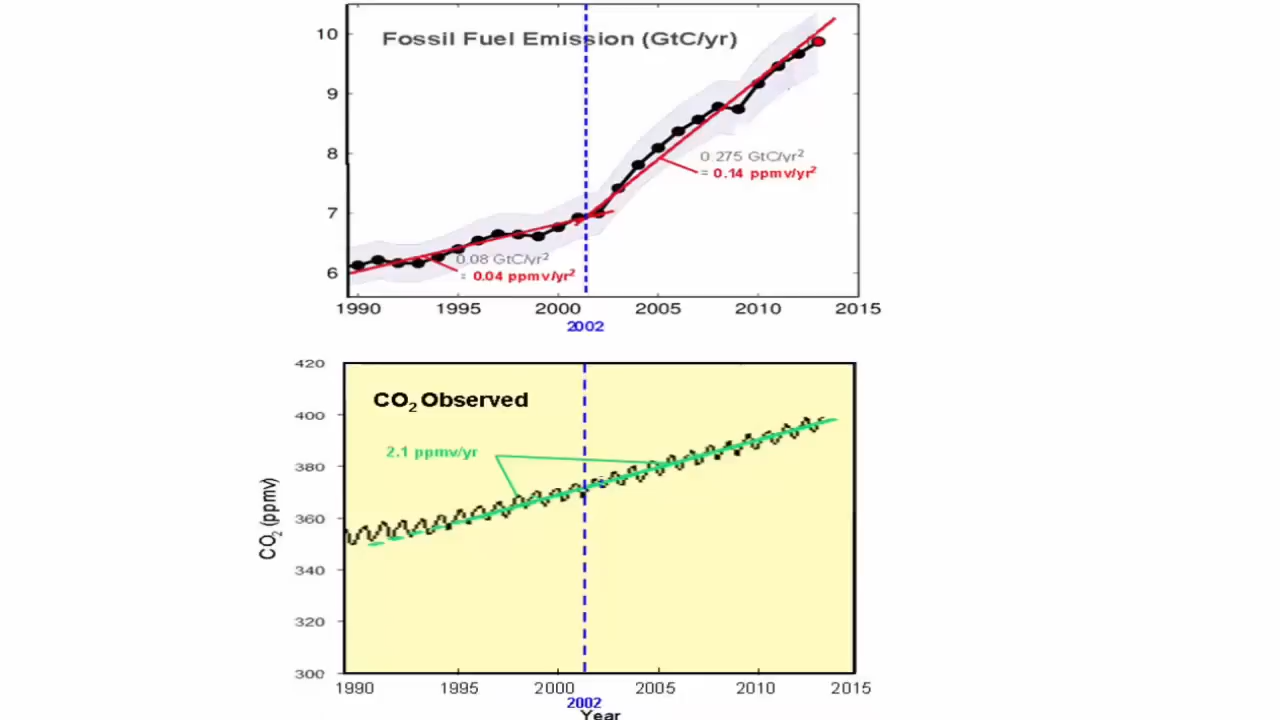 Fossil Fuel Emission (GtC/yr)
10
9
8
7
6
0.275 GtC/yr²
= 0.14 ppmv/yr²
0.08 GtC/yr²
= 0.04 ppmv/yr²
1990 1995 2000 2005 2010 2015
2002
420
400
380
360
340
320
300
CO₂ Observed
2.1 ppmv/yr
CO₂ (ppmv)
1990 1995 2000 2005 2010 2015
2002
Year